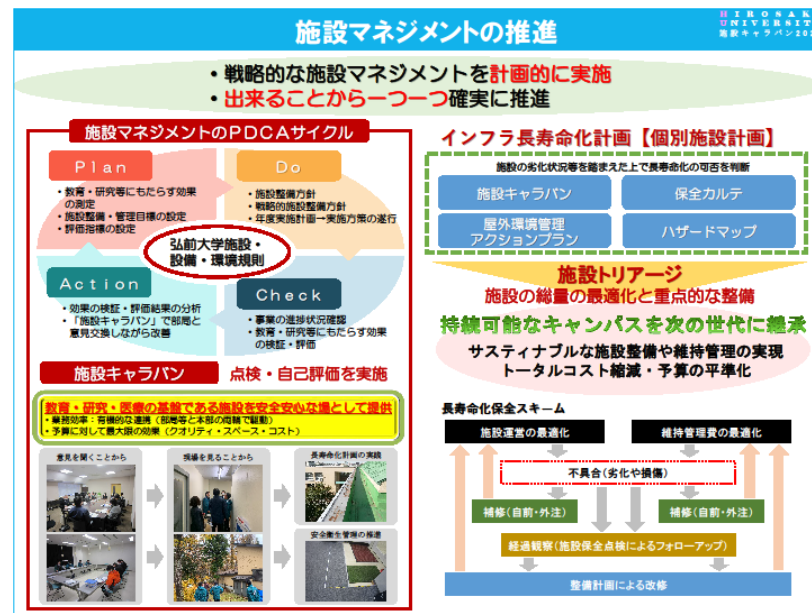 施設マネジメントの推進
HIROSAK
UNIVERSIT
施設キャラバン20
・戦略的な施設マネジメントを計画的に実施
・出来ることから一つ一つ確実に推進
施設マネジメントのPDCAサイクル
Plan
・教育・研究等にもたらす効果
の測定
・施設整備・管理目標の設定
・評価指標の設定
Do
・施設整備方針
・戦略的施設整備方針
・年度実施計画→実施方策の遂行
弘前大学施設・
設備・環境規則
Action
・効果の検証・評価結果の分析
・「施設キャラバン」で部局と
意見交換しながら改善
Check
・事業の進捗状況確認
・教育・研究等にもたらす効果
の検証・評価
施設キャラバン
点検・自己評価を実施
教育・研究・医療の基盤である施設を安全安心な場として提供
・業務効率：有機的な連携（部局等と本部の両輪で駆動）
・予算に対して最大限の効果（クオリティ・スペース・コスト）
意見を聞くことから
現場を見ることから
長寿命化計画の実績
安全衛生管理の推進
インフラ長寿命化計画【個別施設計画】
施設の劣化状況等を踏まえた上で長寿命化の可否を判断
施設キャラバン
保全カルテ
屋外環境管理
アクションプラン
ハザードマップ
施設トリアージ
施設の総量の最適化と重点的な整備
持続可能なキャンパスを次の世代に継承
サスティナブルな施設整備や維持管理の実現
トータルコスト縮減・予算の平準化
長寿命化保全スキーム
施設運営の最適化
維持管理費の最適化
不具合（劣化や損傷）
補修（自前・外注）
補修（自前・外注）
経過観察（施設保全点検によるフォローアップ）
整備計画による改修